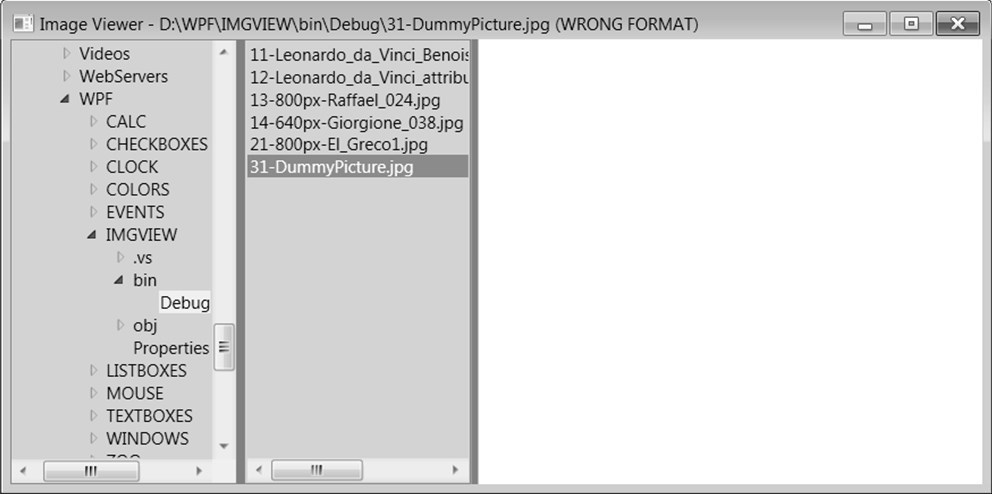 Image Viewer - D:\WPF\IMGVIEW\bin\Debug\31-DummyPicture.jpg (WRONG FORMAT)
Videos
WebServers
WPF
CALC
CHECKBOXES
CLOCK
COLORS
EVENTS
IMGVIEW
.vs
bin
Debug
obj
Properties
LISTBOXES
MOUSE
TEXTBOXES
WINDOWS
11-Leonardo_da_Vinci_Benois
12-Leonardo_da_Vinci_attribu
13-800px-Raffael_024.jpg
14-640px-Giorgione_038.jpg
21-800px-El_Greco1.jpg
31-DummyPicture.jpg